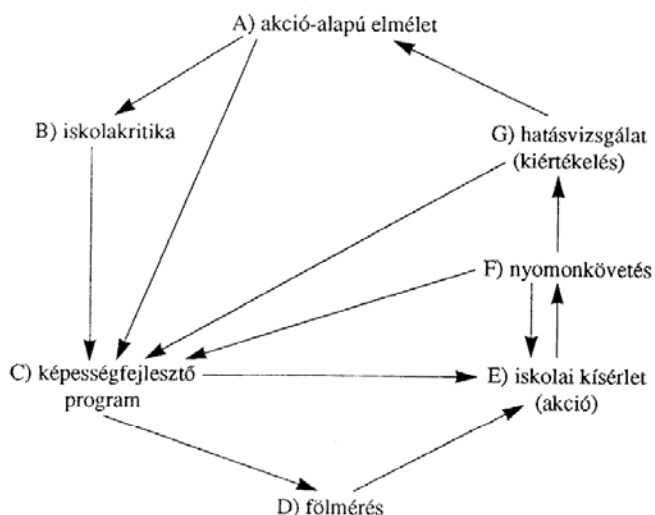 A) akció-alapú elmélet
B) iskolakritika
G) hatásvizsgálat
(kiértékelés)
F) nyomonkövetés
C) képességfejlesztő
program
E) iskolai kísérlet
(akció)
D) fölmérés